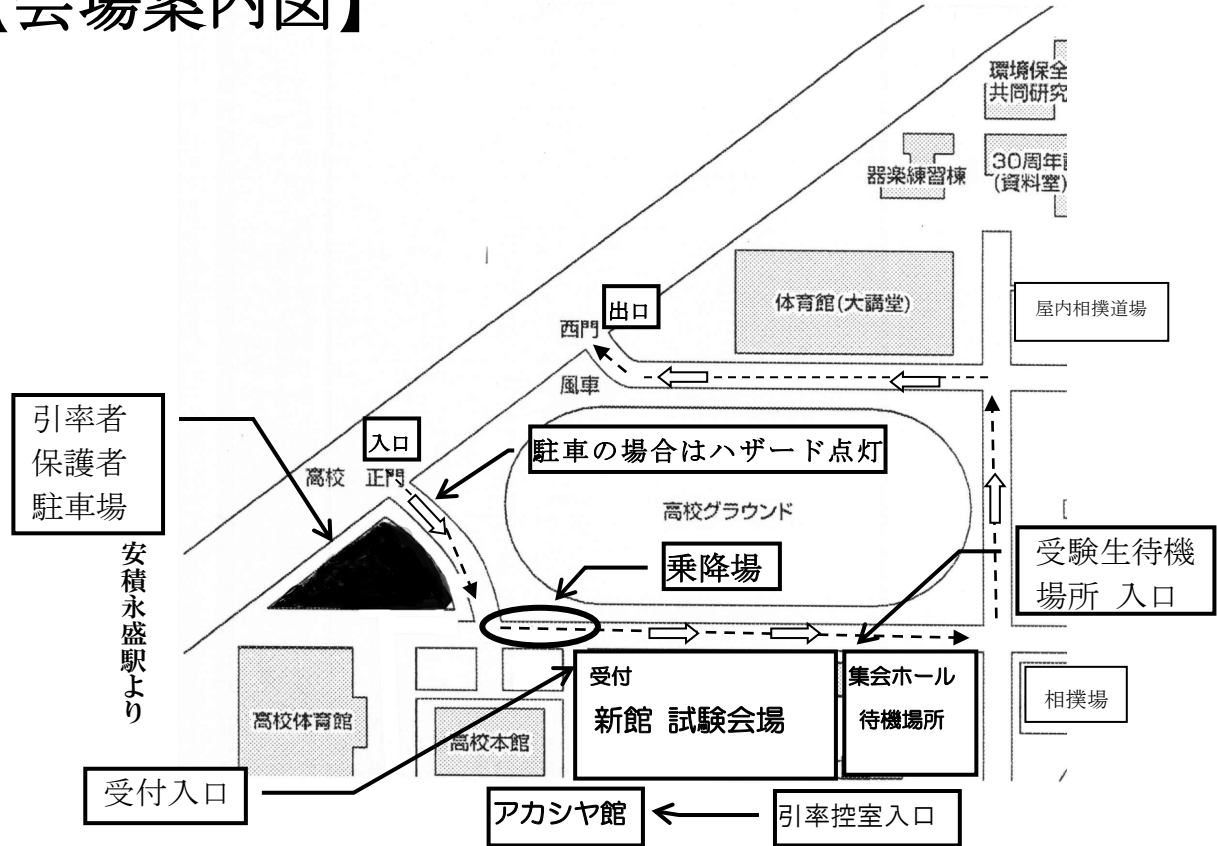 【会場案内図】
環境保全
共同研究
器楽練習棟
30周年
(資料室)
体育館(大講堂)
屋内相撲道場
出口
西門
風車
引率者
保護者
駐車場
入口
高校 正門
駐車の場合はハザード点灯
高校グラウンド
乗降場
受験生待機
場所 入口
安積永盛駅より
受付
新館 試験会場
集会ホール
待機場所
相撲場
高校体育館
高校本館
受付入口
アカシヤ館
引率控室入口